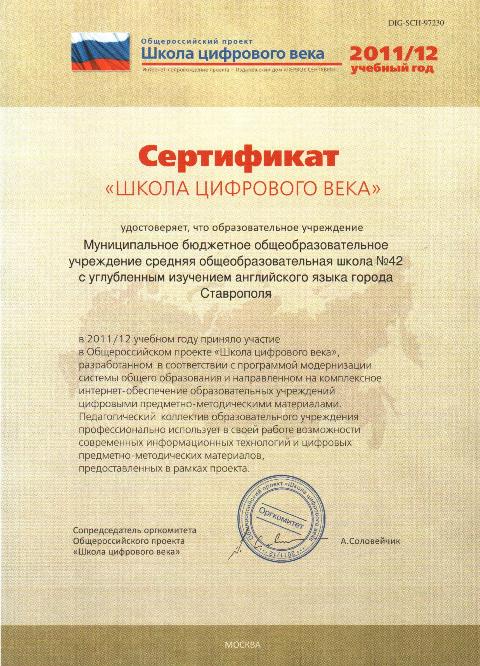 DIG-SCH-97230
Общероссийский проект
Школа цифрового века
2011/12
учебный год
Сертификат
«ШКОЛА ЦИФРОВОГО ВЕКА»
удостоверяет, что образовательное учреждение
Муниципальное бюджетное общеобразовательное
учреждение средняя общеобразовательная школа №42
с углубленным изучением английского языка города
Ставрополя
в 2011/12 учебном году приняло участие
в Общероссийском проекте «Школа цифрового века»,
разработанном в соответствии с программой модернизации
системы общего образования и направленном на комплексное
интернет-обеспечение образовательных учреждений
цифровыми предметно-методическими материалами.
Педагогический коллектив образовательного учреждения
профессионально использует в своей работе возможности
современных информационных технологий и цифровых
предметно-методических материалов,
предоставленных в рамках проекта.
Сопредседатель оргкомитета
Общероссийского проекта
«Школа цифрового века»
Оргкомитет
А.Соловейчик
МОСКВА